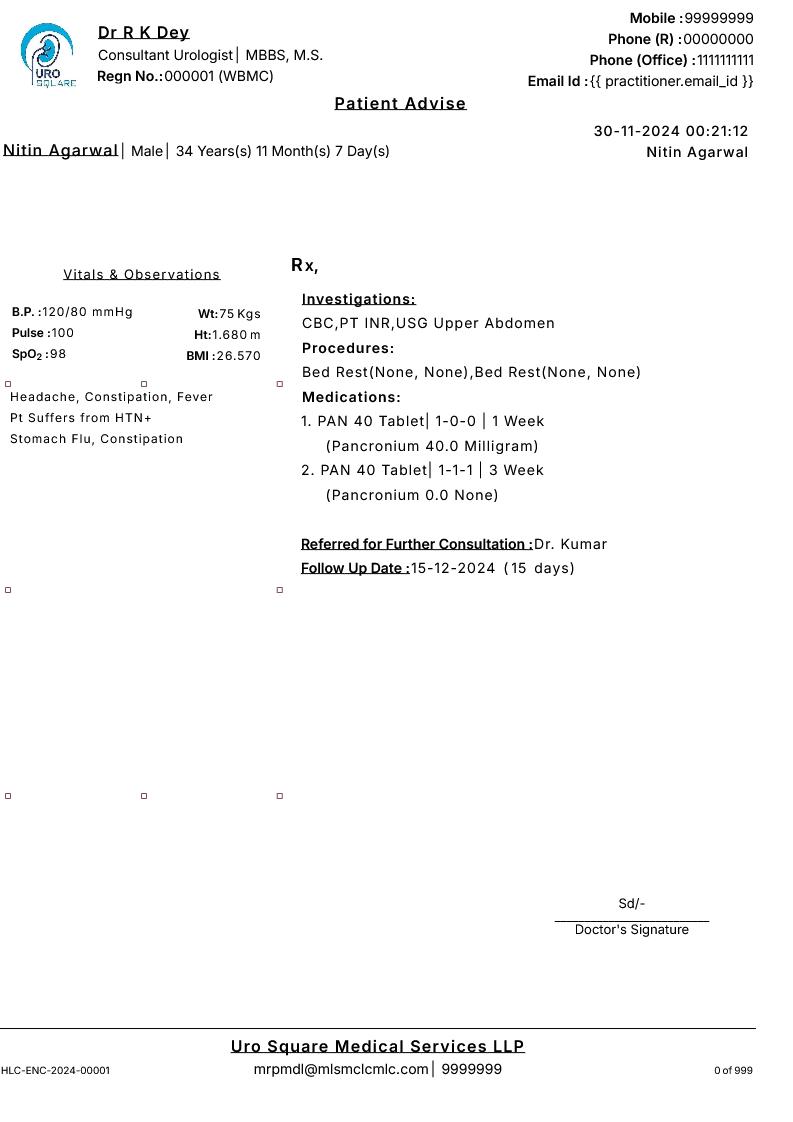 URO
SQUARE
Dr R K Dey
Consultant Urologist| MBBS, M.S.
Regn No.:000001 (WBMC)
Mobile :99999999
Phone (R) :00000000
Phone (Office) :1111111111
Email Id :{{ practitioner.email_id }}
Patient Advise
30-11-2024 00:21:12
Nitin Agarwal
Nitin Agarwal| Male| 34 Years(s) 11 Month(s) 7 Day(s)
Vitals & Observations
B.P. :120/80 mmHg Wt:75 Kgs
Pulse :100 Ht:1.680 m
SpO2 :98 BMI :26.570
Headache, Constipation, Fever
Pt Suffers from HTN+
Stomach Flu, Constipation
Rx,
Investigations:
CBC,PT INR,USG Upper Abdomen
Procedures:
Bed Rest(None, None),Bed Rest(None, None)
Medications:
1. PAN 40 Tablet| 1-0-0 | 1 Week
(Pancronium 40.0 Milligram)
2. PAN 40 Tablet| 1-1-1 | 3 Week
(Pancronium 0.0 None)
Referred for Further Consultation :Dr. Kumar
Follow Up Date :15-12-2024 (15 days)
Sd/-
Doctor's Signature
Uro Square Medical Services LLP
HLC-ENC-2024-00001 mrpmdl@mlsmclcmlc.com| 9999999 0 of 999